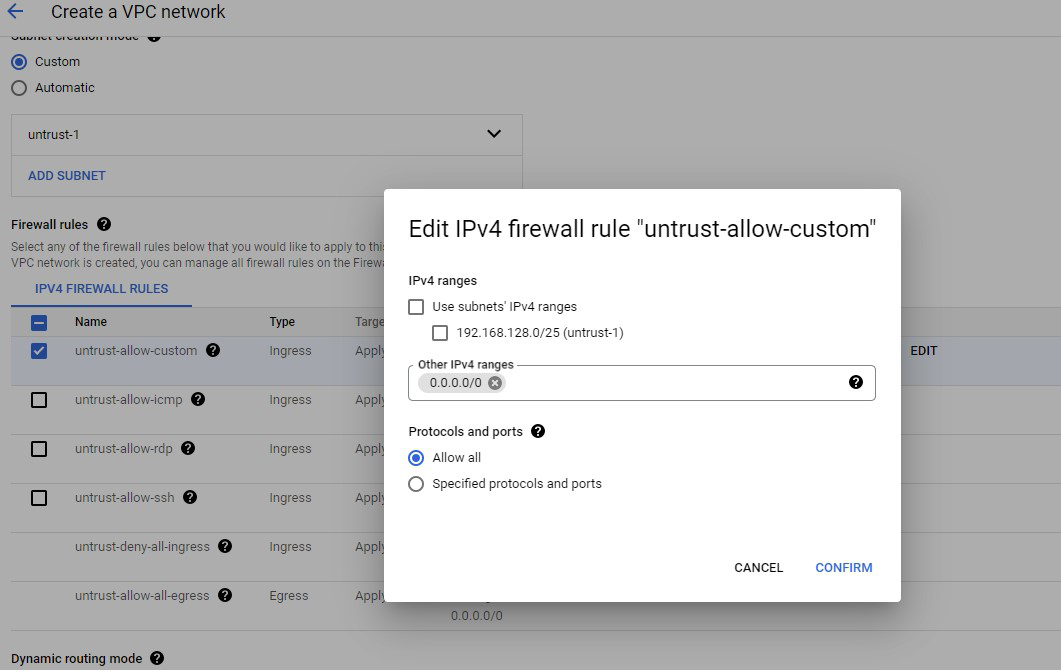 Create a VPC network
Subnet creation mode
Custom
Automatic
untrust-1
ADD SUBNET
Firewall rules
Select any of the firewall rules below that you would like to apply to this
VPC network is created, you can manage all firewall rules on the Firewa
IPV4 FIREWALL RULES
Name Type Targe
untrust-allow-custom Ingress Apply EDIT
untrust-allow-icmp Ingress Apply
untrust-allow-rdp Ingress Apply
untrust-allow-ssh Ingress Apply
untrust-deny-all-ingress Ingress Apply
untrust-allow-all-egress Egress Apply
0.0.0.0/0
Dynamic routing mode
Edit IPv4 firewall rule "untrust-allow-custom"
IPv4 ranges
Use subnets' IPv4 ranges
192.168.128.0/25 (untrust-1)
Other IPv4 ranges
0.0.0.0/0
Protocols and ports
Allow all
Specified protocols and ports
CANCEL CONFIRM